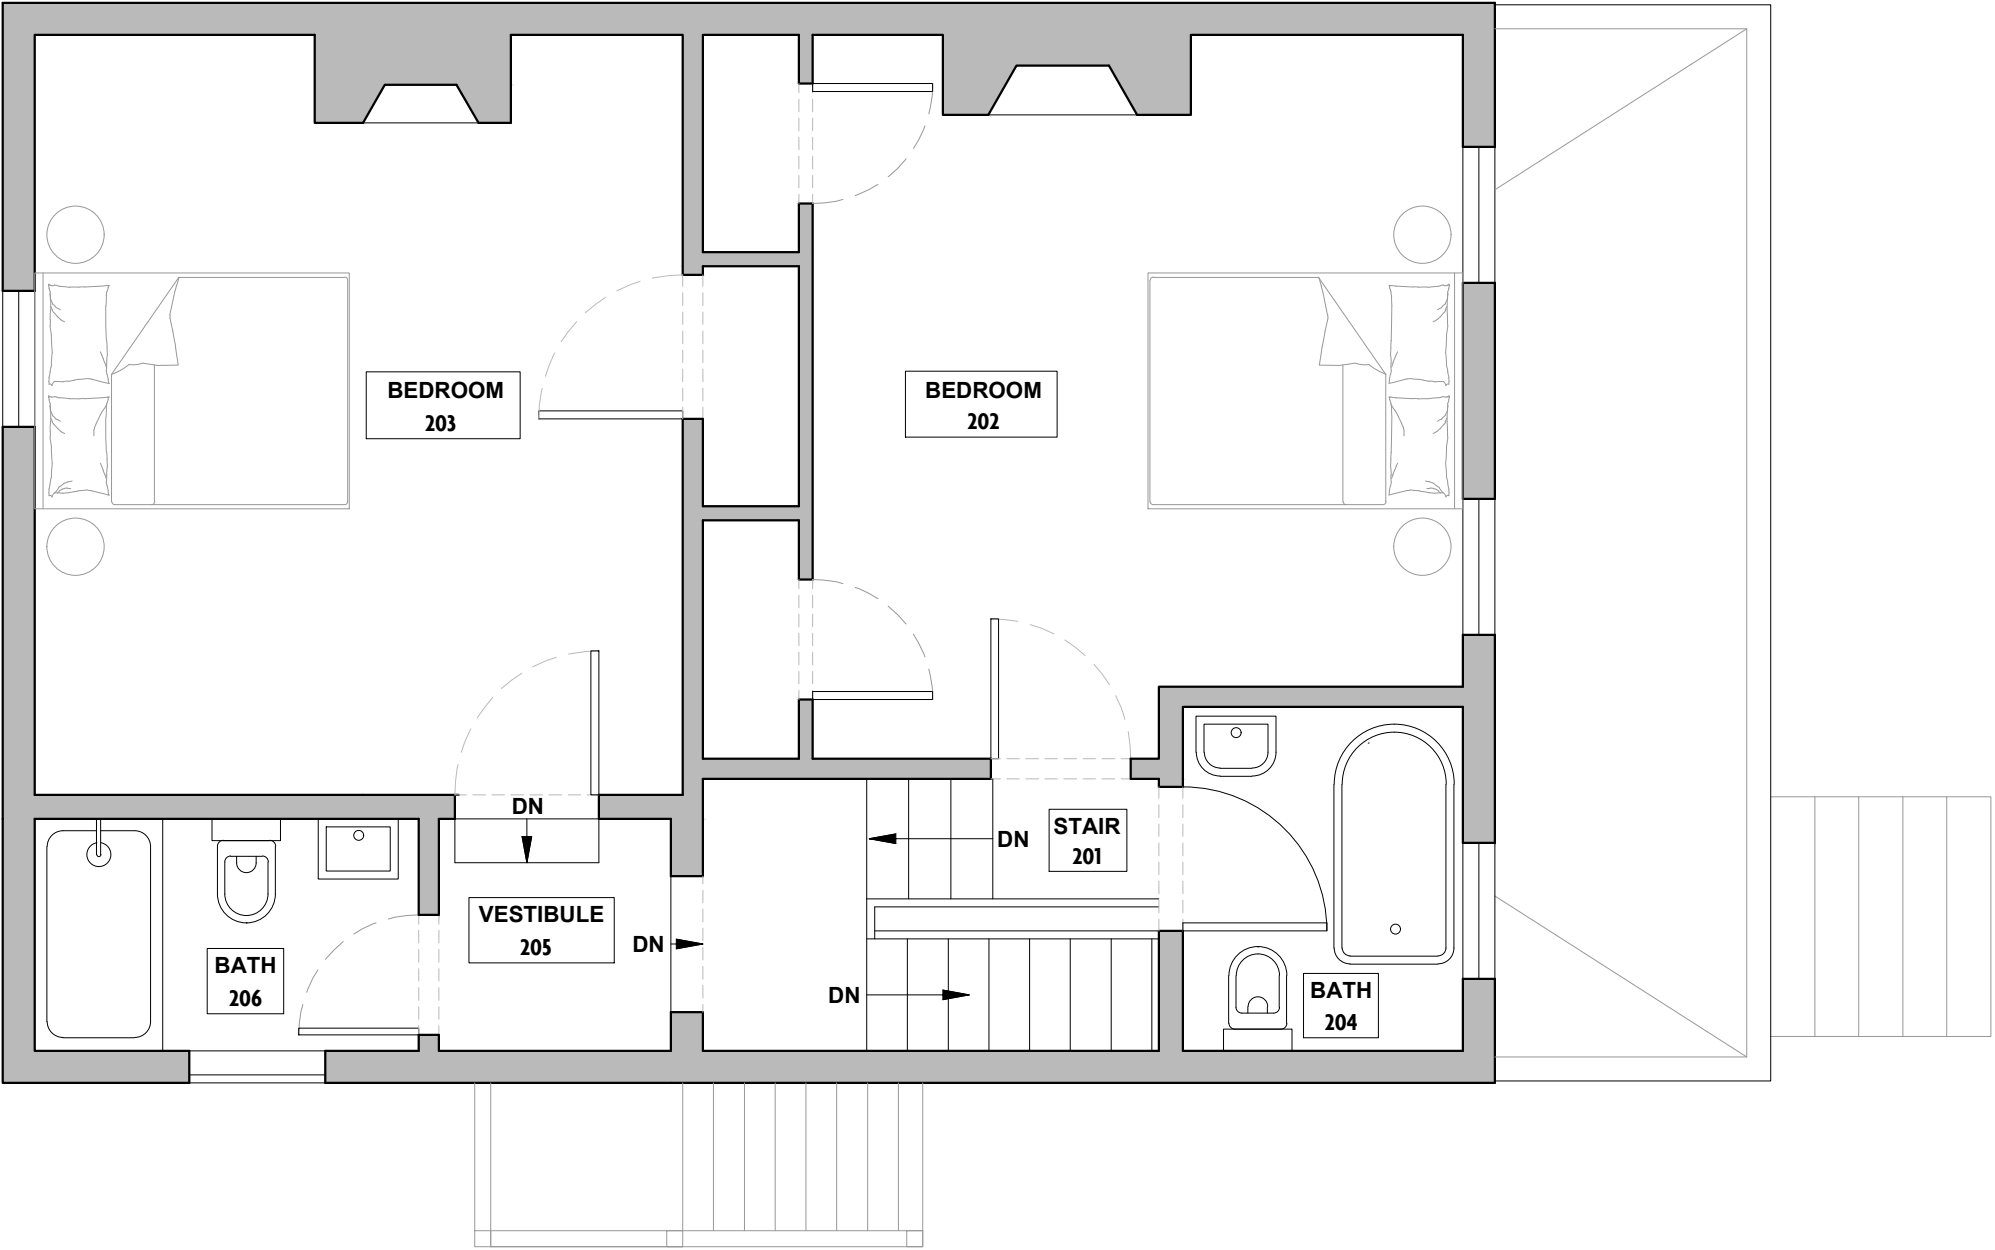 BEDROOM
203
BEDROOM
202
DN
DN
STAIR
201
VESTIBULE
205
DN
BATH
206
DN
BATH
204